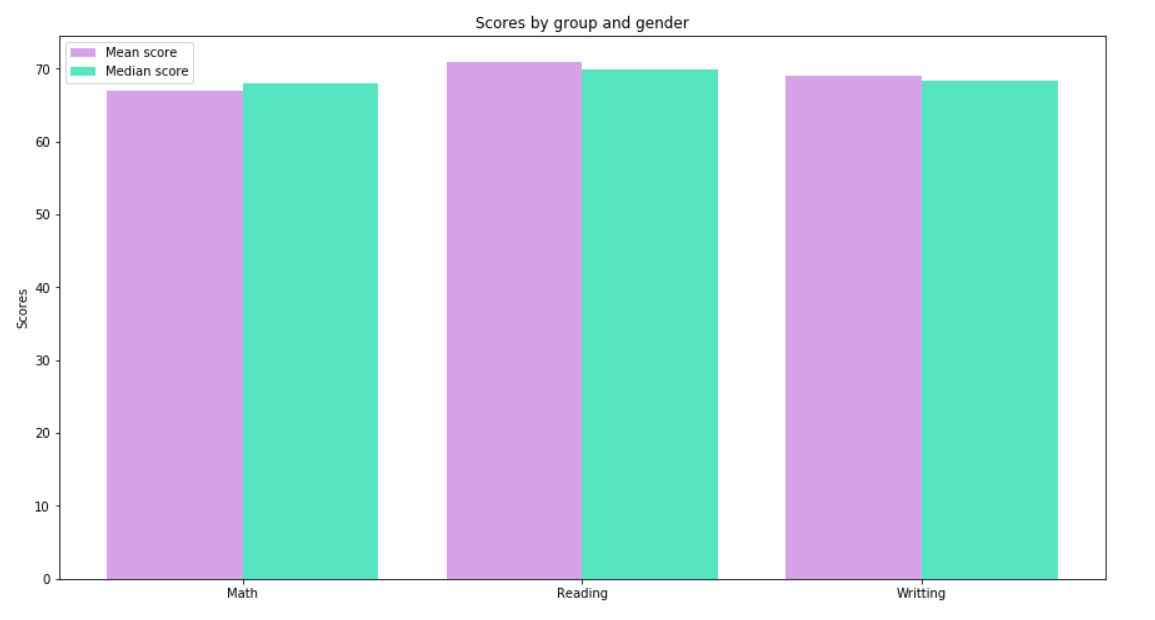 Scores by group and gender
Mean score
Median score
70
60
50
40
30
20
10
0
Scores
Math
Reading
Writting